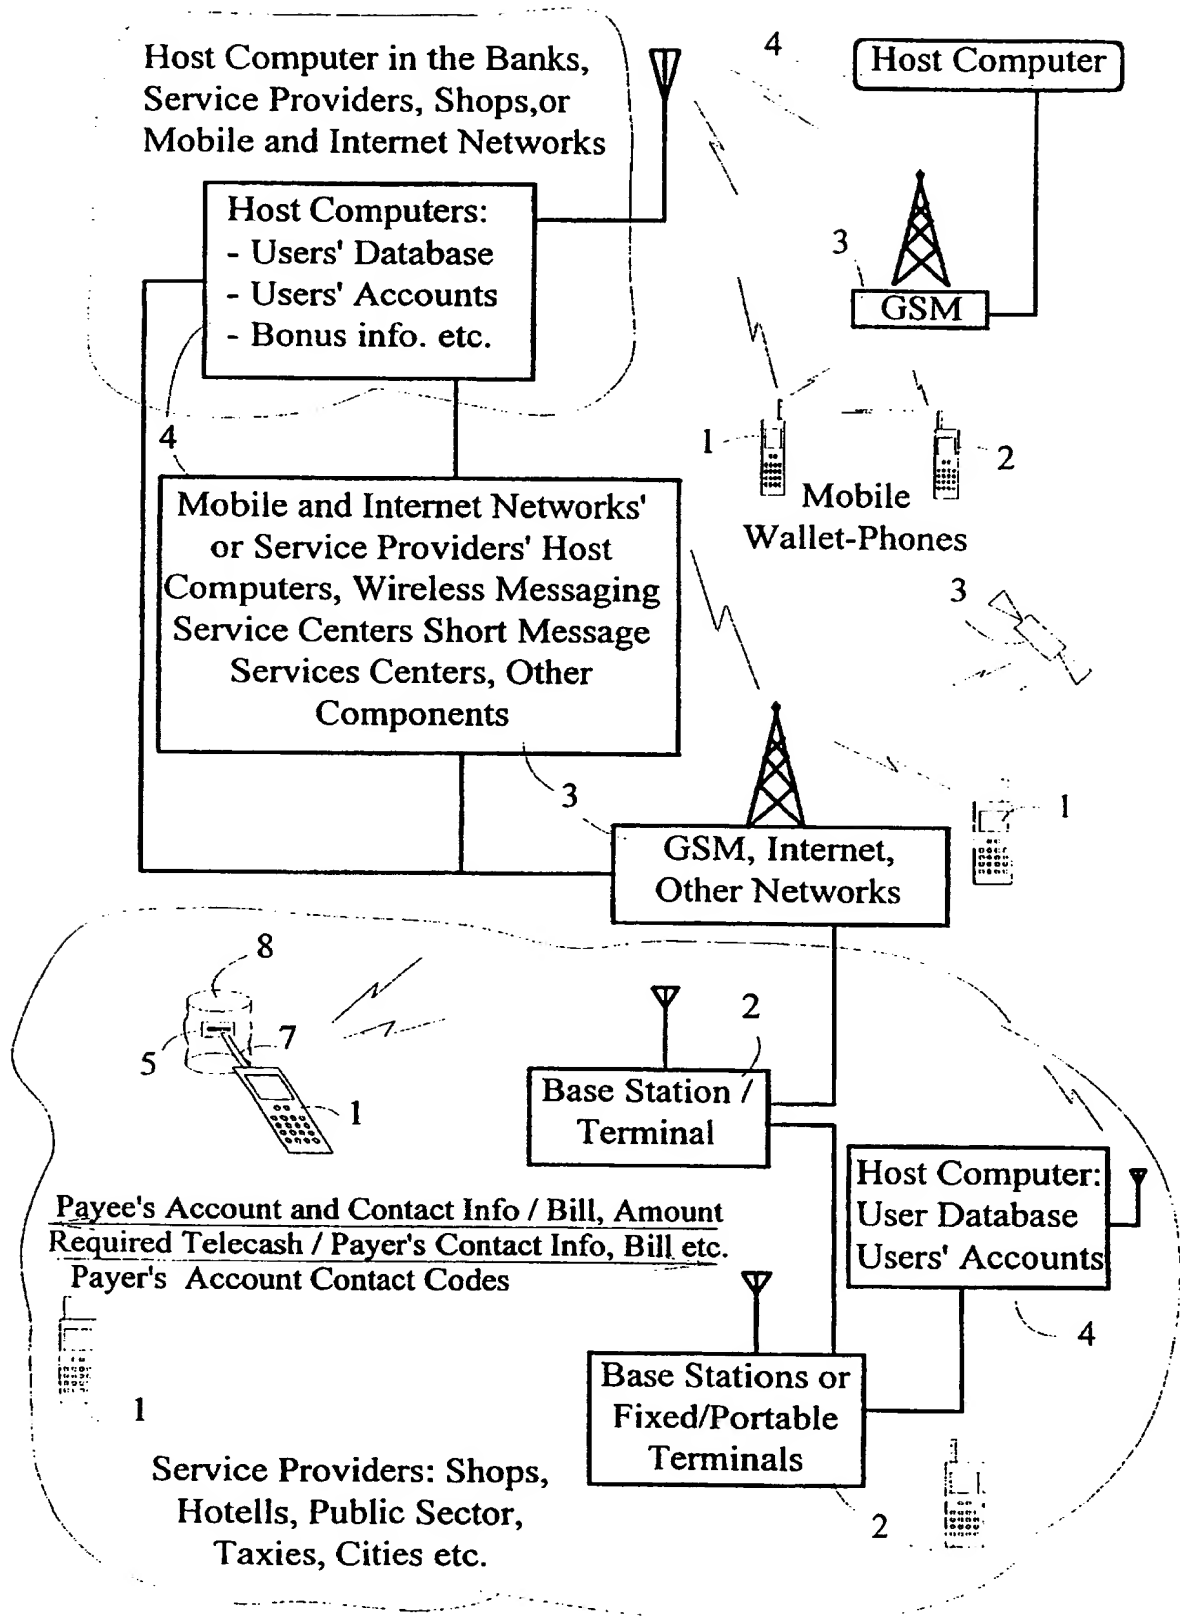 Host Computer in the Banks,
Service Providers, Shops,or
Mobile and Internet Networks
4
Host Computer
Host Computers:
- Users' Database
- Users' Accounts
- Bonus info. etc.
3
GSM
4
1
2
Mobile
Wallet-Phones
Mobile and Internet Networks'
or Service Providers' Host
Computers, Wireless Messaging
Service Centers Short Message
Services Centers, Other
Components
3
3
1
GSM, Internet,
Other Networks
8
5
7
1
2
Base Station /
Terminal
Host Computer:
User Database
Users' Accounts
4
Payee's Account and Contact Info / Bill, Amount
Required Telecash / Payer's Contact Info, Bill etc.
Payer's Account Contact Codes
1
Base Stations or
Fixed/Portable
Terminals
2
Service Providers: Shops,
Hotells, Public Sector,
Taxies, Cities etc.